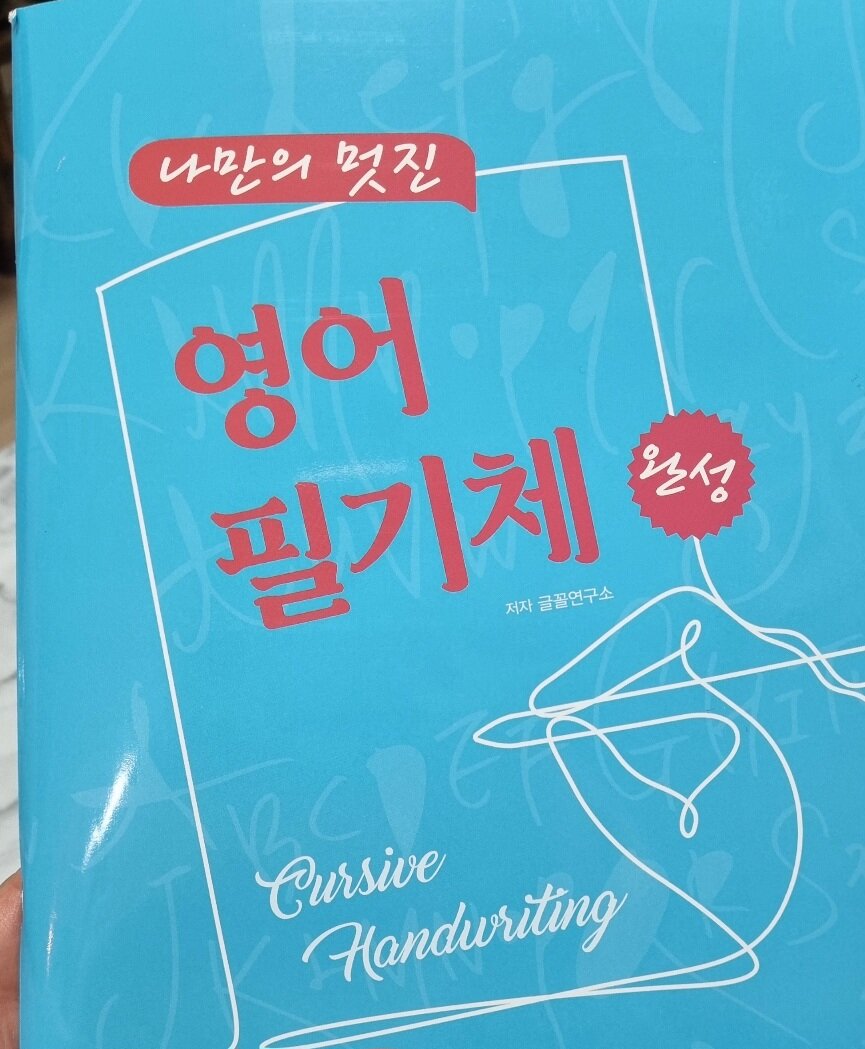 나만의 멋진
영어
필기체
완성
저자 글꼴연구소
Cursive
Handwriting